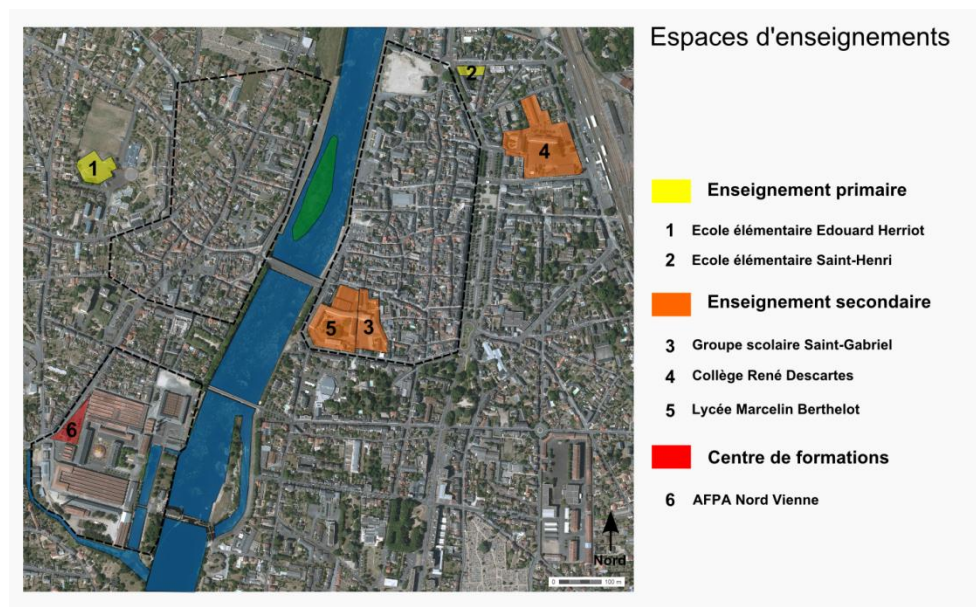 Espaces d'enseignements
Enseignement primaire
1 Ecole élémentaire Edouard Herriot
2 Ecole élémentaire Saint-Henri
Enseignement secondaire
3 Groupe scolaire Saint-Gabriel
4 Collège René Descartes
5 Lycée Marcelin Berthelot
Centre de formations
6 AFPA Nord Vienne
2
1
4
5 3
6
Nord
0 100 m